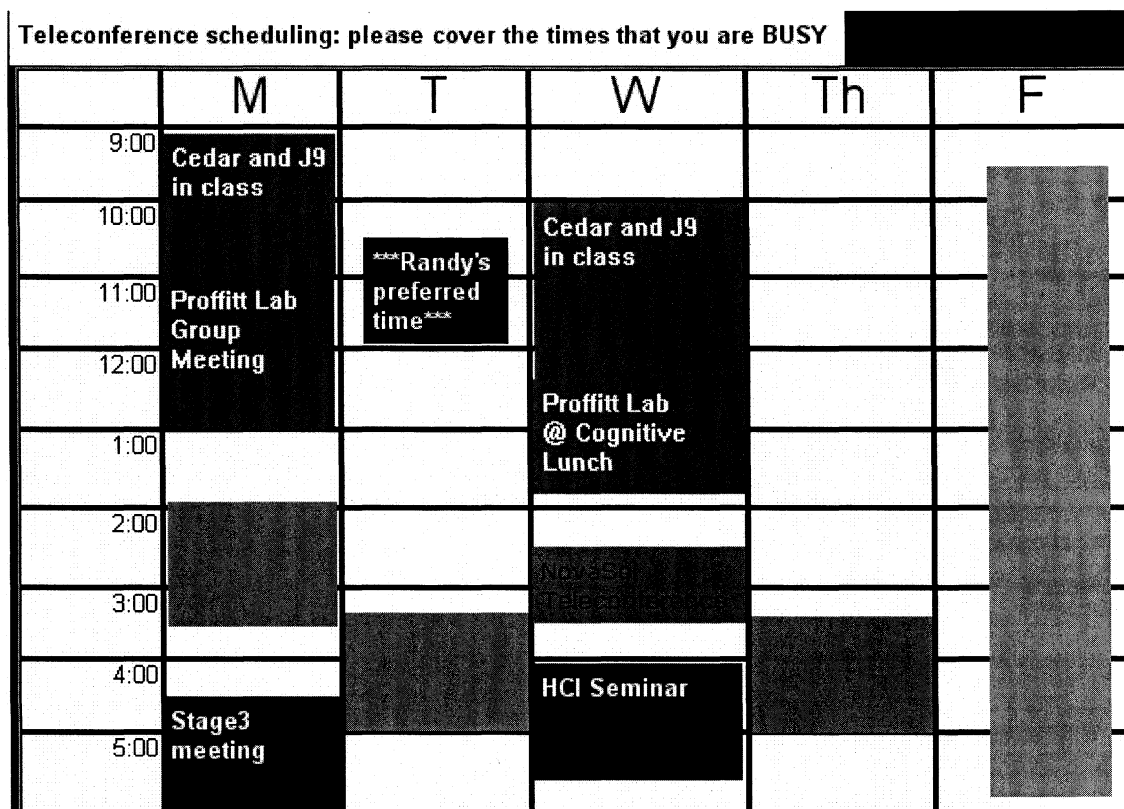 Teleconference scheduling: please cover the times that you are BUSY
M T W Th F
9:00
Cedar and J9
in class
10:00
Cedar and J9
in class
***Randy's
preferred
time***
11:00
Proffitt Lab
Group
Meeting
12:00
Proffitt Lab
@ Cognitive
Lunch
1:00
2:00
NovaSol
Teleconference
3:00
4:00
HCI Seminar
Stage3
meeting
5:00